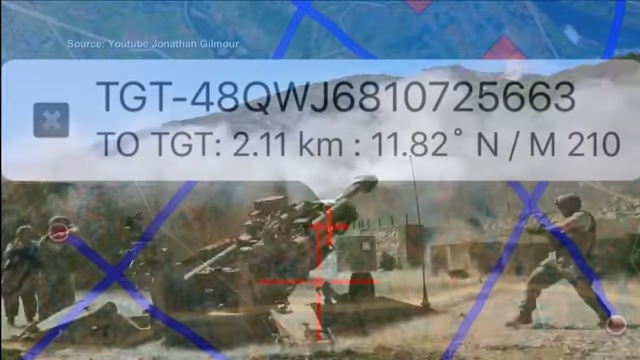 Source: Youtube Jonathan Gilmour
TGT-48QWJ6810725663
TO TGT: 2.11 km : 11.82° N / M 210